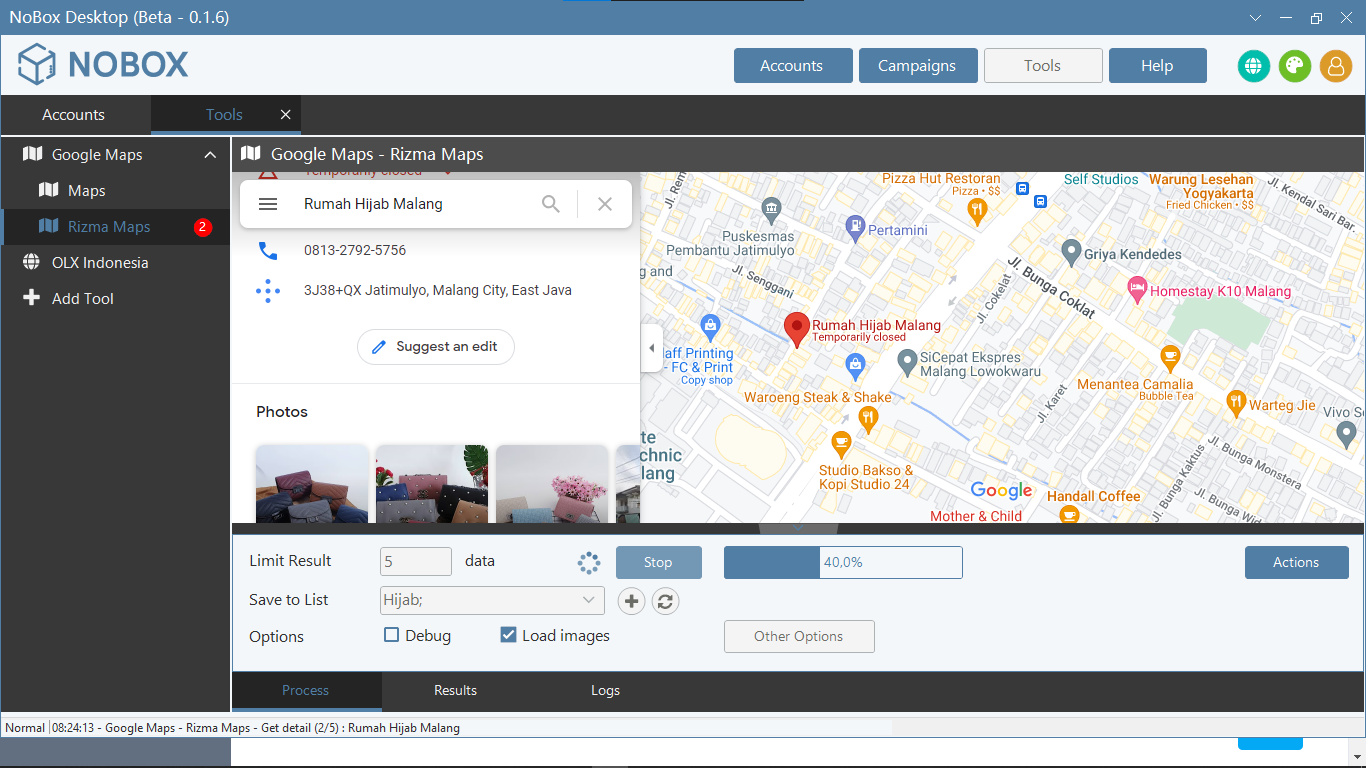 NoBox Desktop (Beta - 0.1.6)
NOBOX
Accounts
Campaigns
Tools
Help
Accounts
Tools
Google Maps
Maps
Rizma Maps
2
OLX Indonesia
Add Tool
Google Maps - Rizma Maps
Temporarily closed
Rumah Hijab Malang
0813-2792-5756
3J38+QX Jatimulyo, Malang City, East Java
Suggest an edit
Photos
Pizza Hut Restoran
Pizza • $$
Self Studios
Warung Lesehan
Yogyakarta
Fried Chicken • $$
Jl. Kendal Sari Bar.
Jl. Rem
Puskesmas
Pembantu Jatimulyo
Pertamini
Griya Kendedes
ng and
Jl. Senggani
Jl. Bunga Coklat
Jl. Cokelat
Homestay K10 Malang
Rumah Hijab Malang
Temporarily closed
aff Printing
- FC & Print
Copy shop
SiCepat Ekspres
Malang Lowokwaru
Waroeng Steak & Shake
Menantea Camalia
Bubble Tea
Jl. Karet
Warteg Jie
Vivo Se
te
chnic
lang
Studio Bakso &
Kopi Studio 24
Jl. Bunga Kaktus
Jl. Bunga Monstera
Jl. Bunga Wid
Google
Handall Coffee
Mother & Child
Limit Result
5
data
Stop
40,0%
Actions
Save to List
Hijab;
Options
Debug
Load images
Other Options
Process
Results
Logs
Normal
08:24:13 - Google Maps - Rizma Maps - Get detail (2/5) : Rumah Hijab Malang